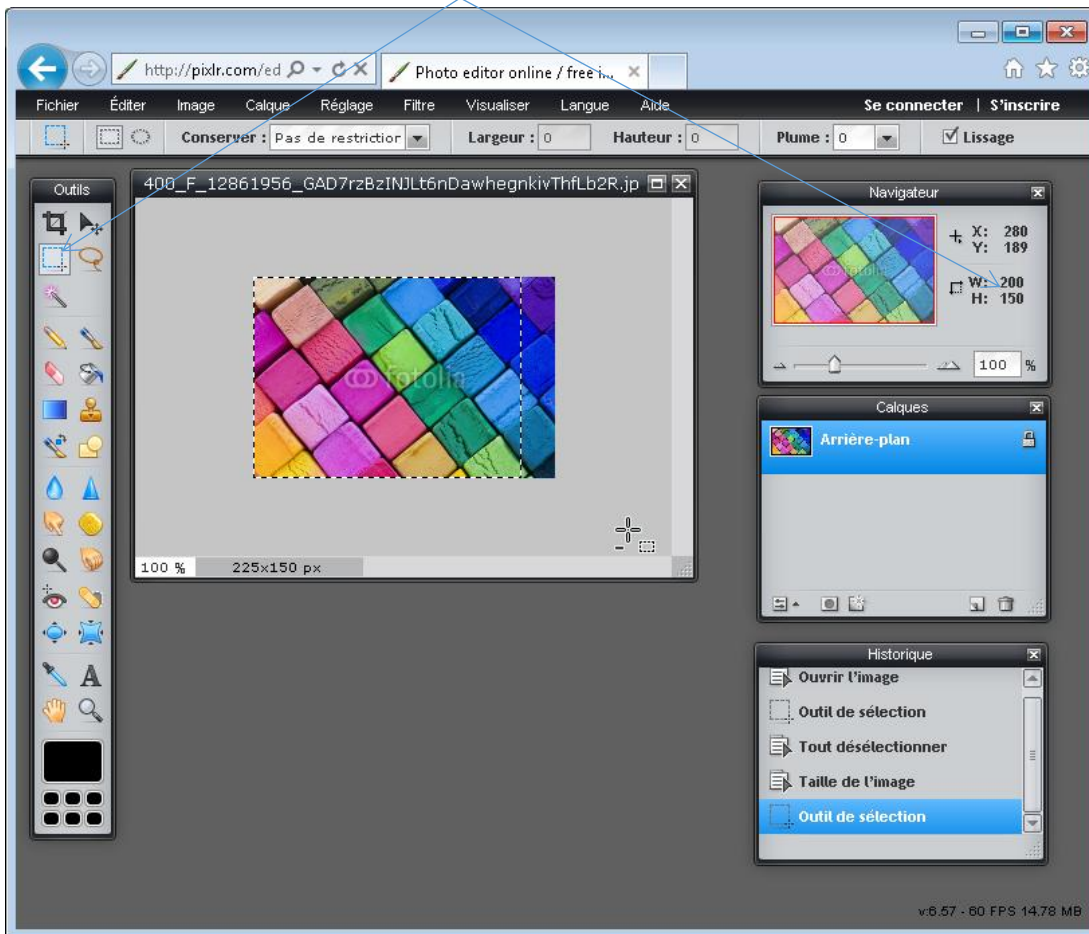 http://pixlr.com/ed
Photo editor online / free i...
Fichier Éditer Image Calque Réglage Filtre Visualiser Langue Aide Se connecter | S'inscrire
Conserver : Pas de restriction Largeur : 0 Hauteur : 0 Plume : 0 Lissage
Outils
400_F_12861956_GAD7rzBzINJLt6nDawhegnkivThfLb2R.jp
fotolia
100 % 225x150 px
Navigateur
fotolia
X: 280
Y: 189
W: 200
H: 150
100 %
Calques
Arrière-plan
Historique
Ouvrir l'image
Outil de sélection
Tout désélectionner
Taille de l'image
Outil de sélection
v:6.57 - 60 FPS 14.78 MB